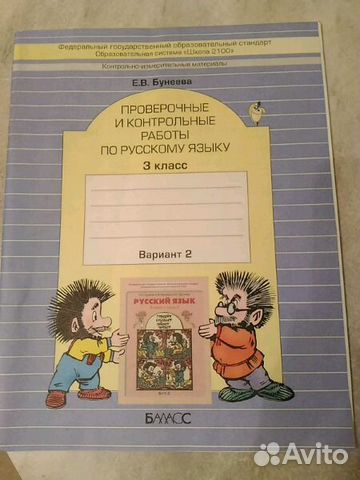 Федеральный государственный образовательный стандарт
Образовательная система «Школа 2100»
Контрольно-измерительные материалы
Е.В. Бунеева
ПРОВЕРОЧНЫЕ
И КОНТРОЛЬНЫЕ
РАБОТЫ
ПО РУССКОМУ ЯЗЫКУ
3 класс
Вариант 2
РУССКИЙ ЯЗЫК
БАЛАСС
Avito